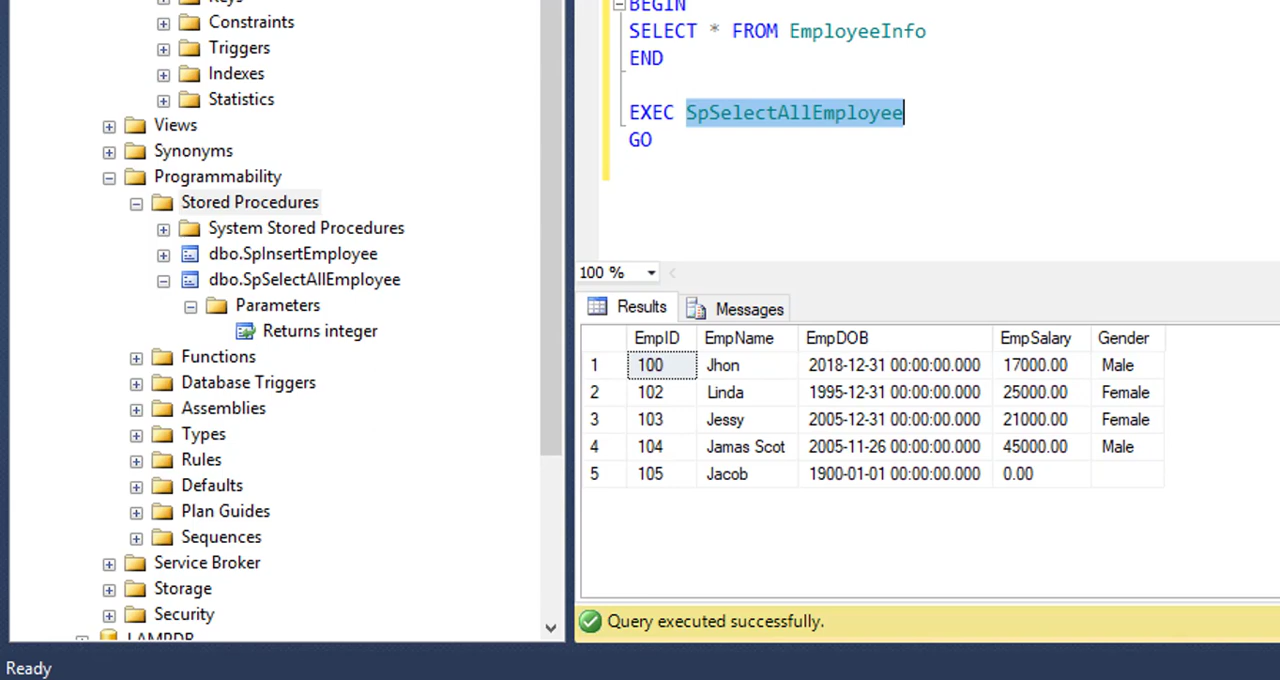 Keys
Constraints
Triggers
Indexes
Statistics
Views
Synonyms
Programmability
Stored Procedures
System Stored Procedures
dbo.SpInsertEmployee
dbo.SpSelectAllEmployee
Parameters
Returns integer
Functions
Database Triggers
Assemblies
Types
Rules
Defaults
Plan Guides
Sequences
Service Broker
Storage
Security
LAMPDB
BEGIN
SELECT * FROM EmployeeInfo
END
EXEC SpSelectAllEmployee
GO
100 %
Results Messages
EmpID EmpName EmpDOB EmpSalary Gender
1 100 Jhon 2018-12-31 00:00:00.000 17000.00 Male
2 102 Linda 1995-12-31 00:00:00.000 25000.00 Female
3 103 Jessy 2005-12-31 00:00:00.000 21000.00 Female
4 104 Jamas Scot 2005-11-26 00:00:00.000 45000.00 Male
5 105 Jacob 1900-01-01 00:00:00.000 0.00
Query executed successfully.
Ready